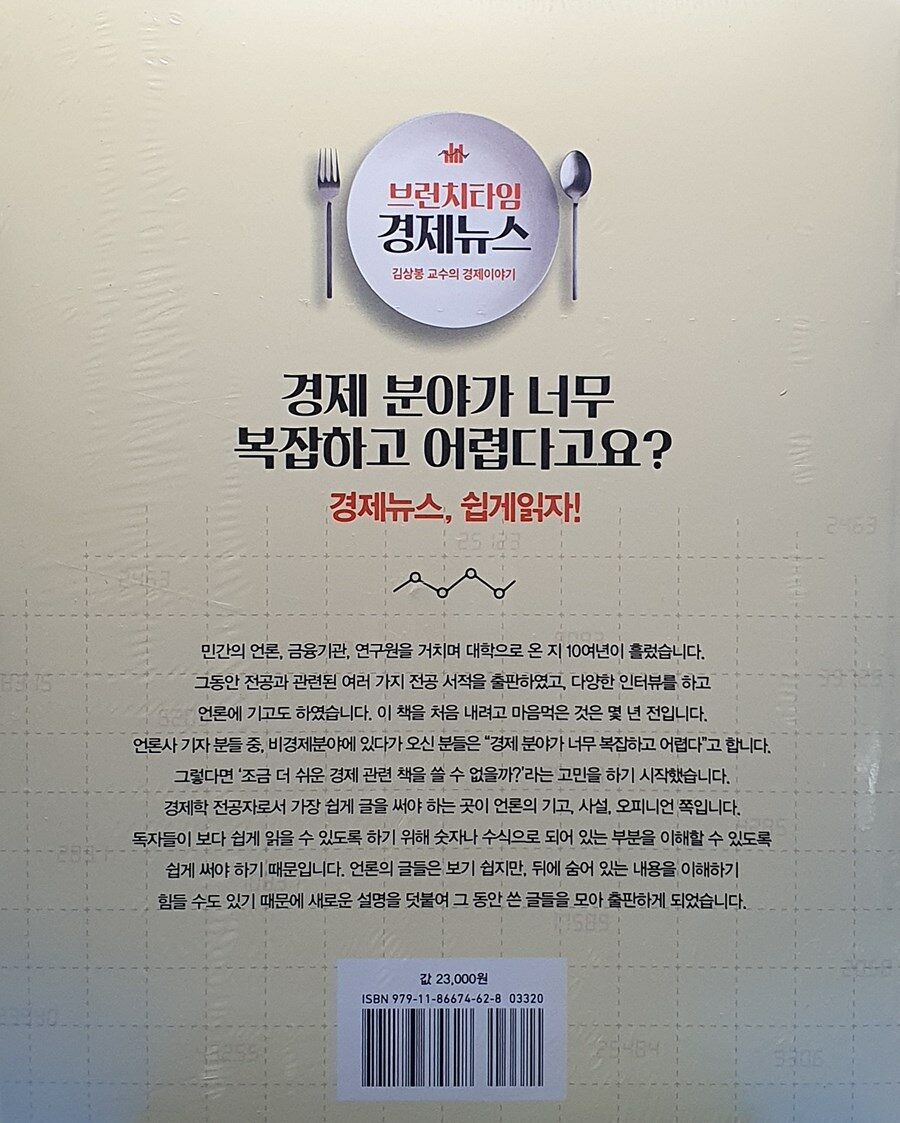 브런치타임
경제뉴스
김상봉 교수의 경제이야기
경제 분야가 너무
복잡하고 어렵다고요?
경제뉴스, 쉽게읽자!
민간의 언론, 금융기관, 연구원을 거치며 대학으로 온 지 10여년이 흘렀습니다.
그동안 전공과 관련된 여러 가지 전공 서적을 출판하였고, 다양한 인터뷰를 하고
언론에 기고도 하였습니다. 이 책을 처음 내려고 마음먹은 것은 몇 년 전입니다.
언론사 기자 분들 중, 비경제분야에 있다가 오신 분들은 “경제 분야가 너무 복잡하고 어렵다”고 합니다.
그렇다면 ‘조금 더 쉬운 경제 관련 책을 쓸 수 없을까?’라는 고민을 하기 시작했습니다.
경제학 전공자로서 가장 쉽게 글을 써야 하는 곳이 언론의 기고, 사설, 오피니언 쪽입니다.
독자들이 보다 쉽게 읽을 수 있도록 하기 위해 숫자나 수식으로 되어 있는 부분을 이해할 수 있도록
쉽게 써야 하기 때문입니다. 언론의 글들은 보기 쉽지만, 뒤에 숨어 있는 내용을 이해하기
힘들 수도 있기 때문에 새로운 설명을 덧붙여 그 동안 쓴 글들을 모아 출판하게 되었습니다.
값 23,000원
ISBN 979-11-86674-62-8 03320